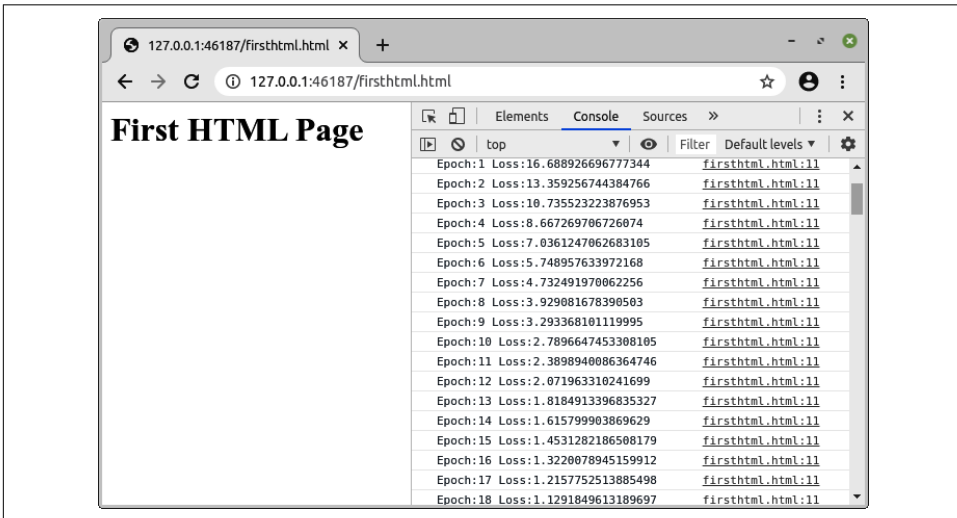 127.0.0.1:46187/firsthtml.html × +
127.0.0.1:46187/firsthtml.html
First HTML Page
Elements Console Sources »
top Filter Default levels ▼
Epoch:1 Loss:16.688926696777344 firsthtml.html:11
Epoch:2 Loss:13.359256744384766 firsthtml.html:11
Epoch:3 Loss:10.735523223876953 firsthtml.html:11
Epoch:4 Loss:8.667269706726074 firsthtml.html:11
Epoch:5 Loss:7.0361247062683105 firsthtml.html:11
Epoch:6 Loss:5.748957633972168 firsthtml.html:11
Epoch:7 Loss:4.732491970062256 firsthtml.html:11
Epoch:8 Loss:3.929081678390503 firsthtml.html:11
Epoch:9 Loss:3.293368101119995 firsthtml.html:11
Epoch:10 Loss:2.7896647453308105 firsthtml.html:11
Epoch:11 Loss:2.3898940086364746 firsthtml.html:11
Epoch:12 Loss:2.071963310241699 firsthtml.html:11
Epoch:13 Loss:1.8184913396835327 firsthtml.html:11
Epoch:14 Loss:1.615799903869629 firsthtml.html:11
Epoch:15 Loss:1.4531282186508179 firsthtml.html:11
Epoch:16 Loss:1.3220078945159912 firsthtml.html:11
Epoch:17 Loss:1.2157752513885498 firsthtml.html:11
Epoch:18 Loss:1.1291849613189697 firsthtml.html:11